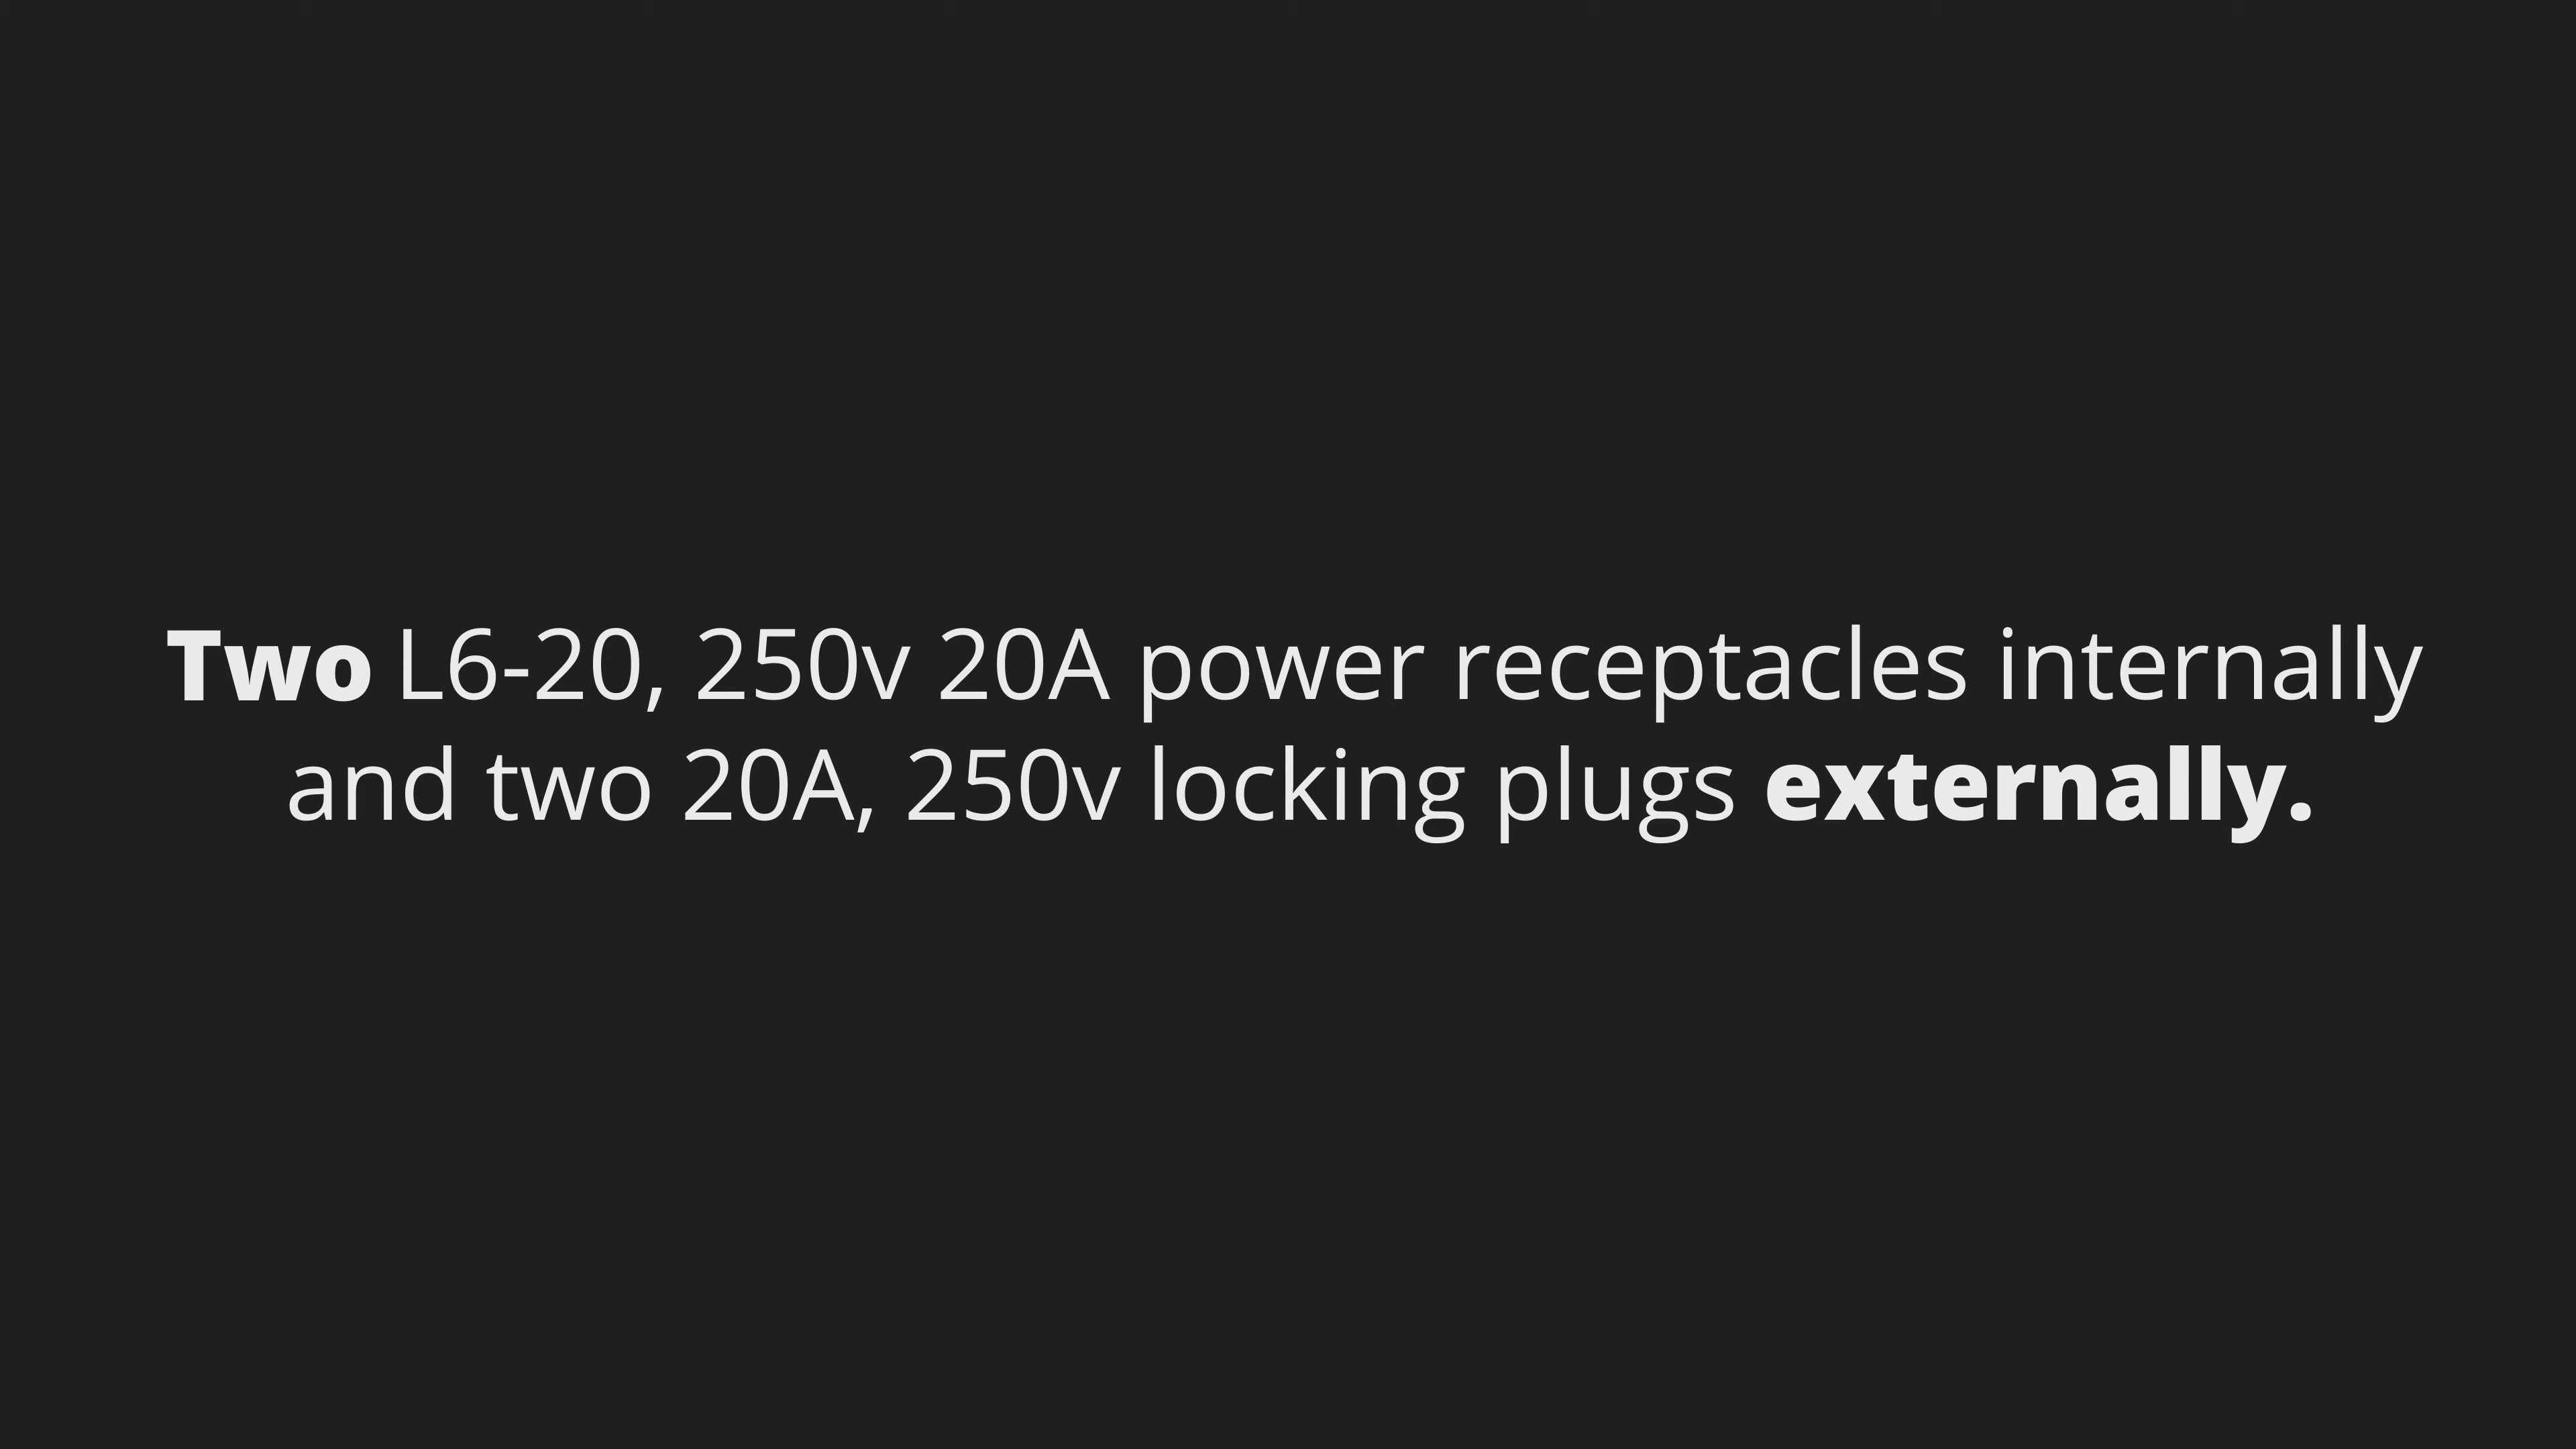 Two L6-20, 250v 20A power receptacles internally
and two 20A, 250v locking plugs externally.